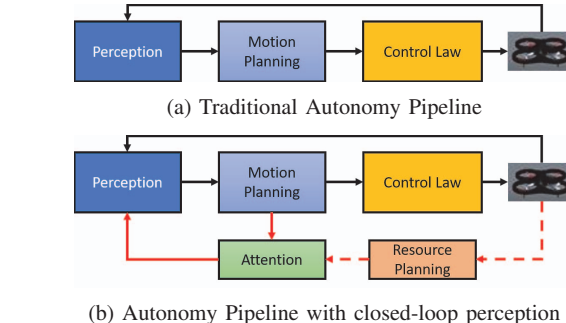 Perception
Motion
Planning
Control Law
(a) Traditional Autonomy Pipeline
Perception
Motion
Planning
Control Law
Attention
Resource
Planning
(b) Autonomy Pipeline with closed-loop perception